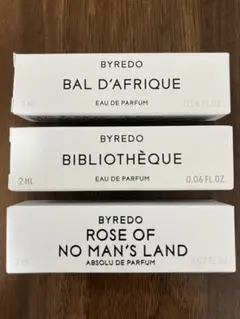 BYREDO
BAL D'AFRIQUE
EAU DE PARFUM
BYREDO
BIBLIOTHÈQUE
2 ML EAU DE PARFUM 0.06 FL.OZ.
BYREDO
ROSE OF
NO MAN'S LAND
ABSOLU DE PARFUM